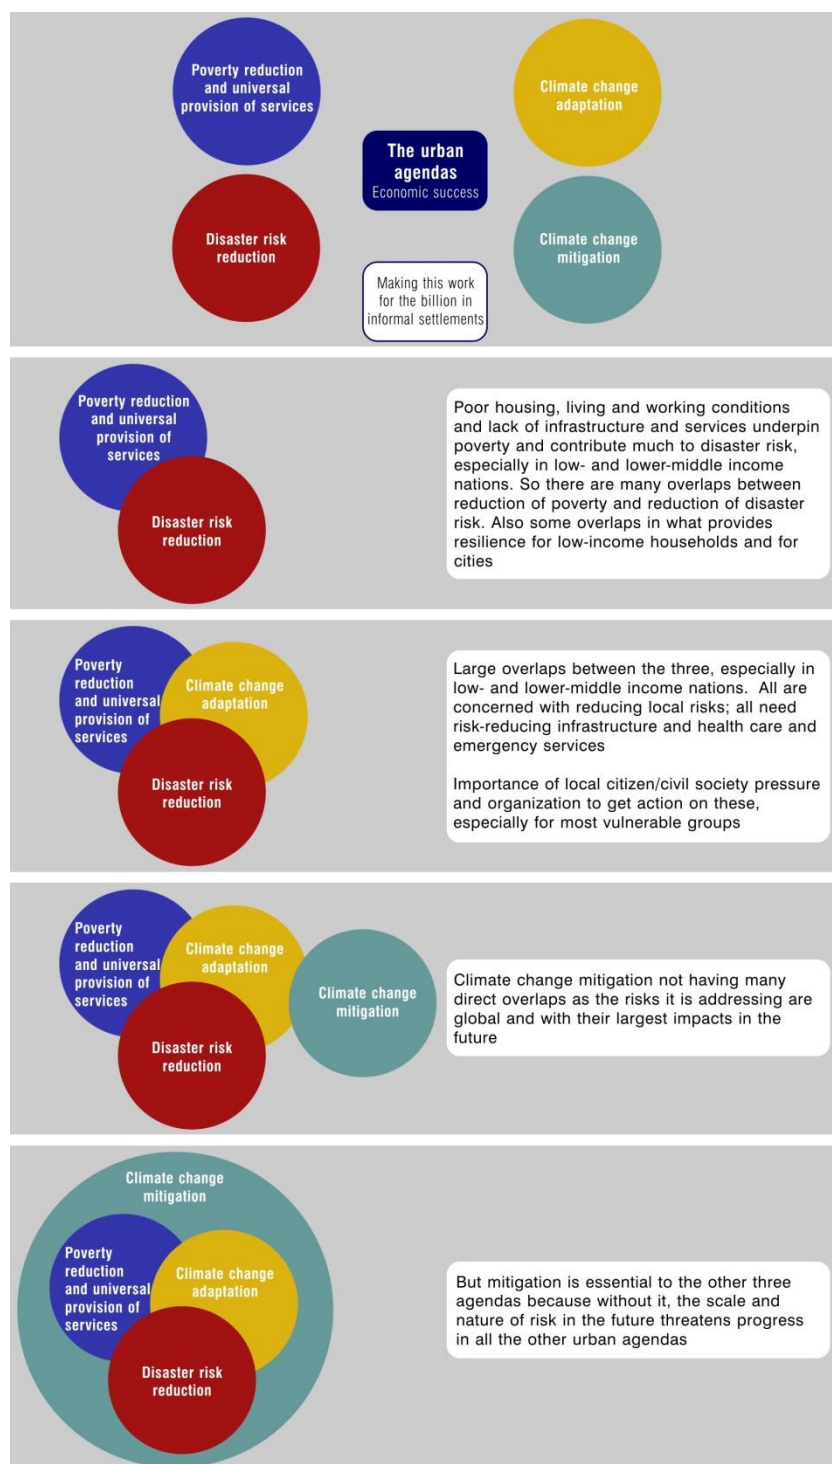 Poverty reduction
and universal
provision of services
Climate change
adaptation
The urban
agendas
Economic success
Disaster risk
reduction
Climate change
mitigation
Making this work
for the billion in
informal settlements
Poverty reduction
and universal
provision of
services
Disaster risk
reduction
Poor housing, living and working conditions
and lack of infrastructure and services underpin
poverty and contribute much to disaster risk,
especially in low- and lower-middle income
nations. So there are many overlaps between
reduction of poverty and reduction of disaster
risk. Also some overlaps in what provides
resilience for low-income households and for
cities
Poverty
reduction
and universal
provision of
services
Climate change
adaptation
Disaster risk
reduction
Large overlaps between the three, especially in
low- and lower-middle income nations. All are
concerned with reducing local risks; all need
risk-reducing infrastructure and health care and
emergency services
Importance of local citizen/civil society pressure
and organization to get action on these,
especially for most vulnerable groups
Poverty
reduction
and universal
provision of
services
Climate change
adaptation
Disaster risk
reduction
Climate change
mitigation
Climate change mitigation not having many
direct overlaps as the risks it is addressing are
global and with their largest impacts in the
future
Climate change
mitigation
Poverty
reduction
and universal
provision of
services
Climate change
adaptation
Disaster risk
reduction
But mitigation is essential to the other three
agendas because without it, the scale and
nature of risk in the future threatens progress
in all the other urban agendas